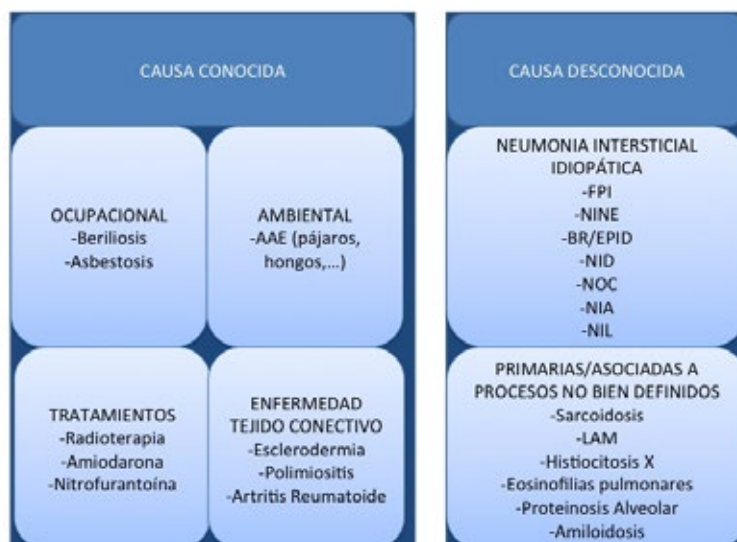 CAUSA CONOCIDA
OCUPACIONAL
-Beriliosis
-Asbestosis
AMBIENTAL
-AAE (pájaros,
hongos,...)
TRATAMIENTOS
-Radioterapia
-Amiodarona
-Nitrofurantoína
ENFERMEDAD
TEJIDO CONECTIVO
-Esclerodermia
-Polimiositis
-Artritis Reumatoide
CAUSA DESCONOCIDA
NEUMONIA INTERSTICIAL
IDIOPÁTICA
-FPI
-NINE
-BR/EPID
-NID
-NOC
-NIA
-NIL
PRIMARIAS/ASOCIADAS A
PROCESOS NO BIEN DEFINIDOS
-Sarcoidosis
-LAM
-Histiocitosis X
-Eosinofilias pulmonares
-Proteinosis Alveolar
-Amiloidosis